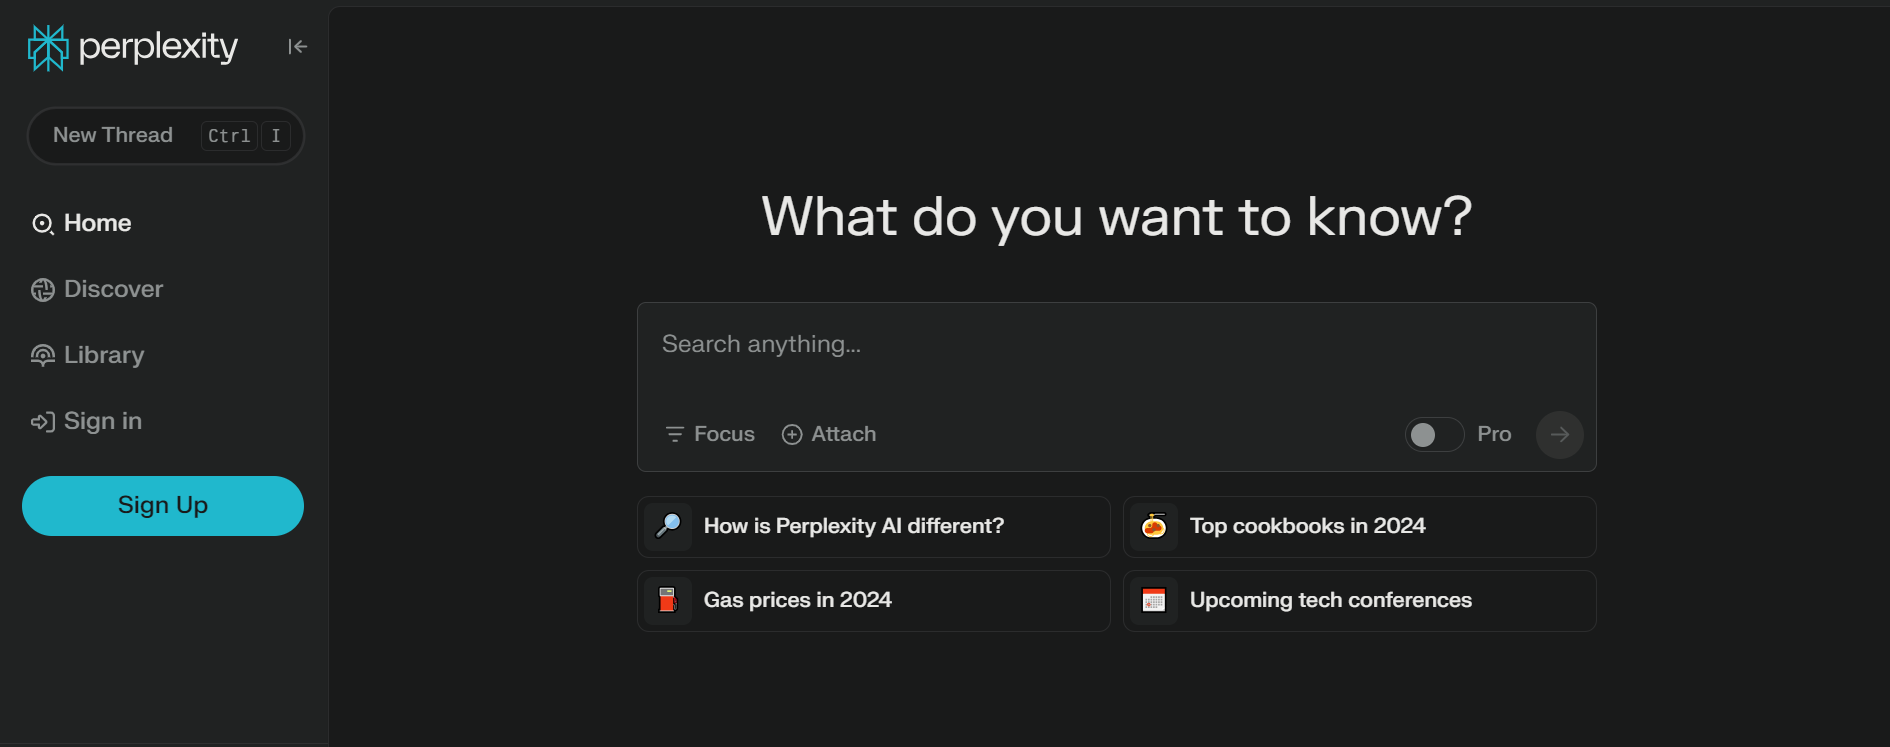 perplexity
New Thread Ctrl I
Home
Discover
Library
Sign in
Sign Up
What do you want to know?
Search anything...
Focus Attach Pro
How is Perplexity AI different?
Top cookbooks in 2024
Gas prices in 2024
Upcoming tech conferences